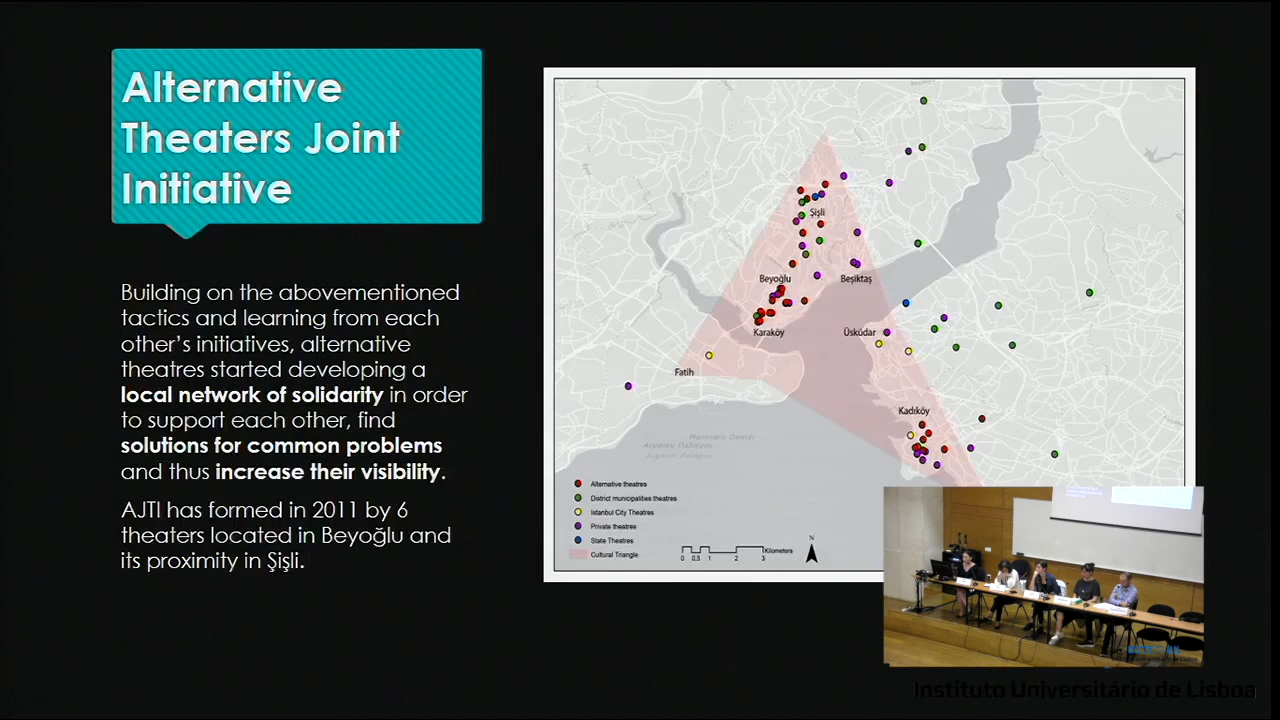 Alternative
Theaters Joint
Initiative
Building on the abovementioned
tactics and learning from each
other's initiatives, alternative
theatres started developing a
local network of solidarity in order
to support each other, find
solutions for common problems
and thus increase their visibility.
AJTI has formed in 2011 by 6
theaters located in Beyoğlu and
its proximity in Şişli.
Şişli
Beyoğlu
Beşiktaş
Karaköy
Üsküdar
Fatih
Kadıköy
Marmara Denizi
Alternative theatres
District municipalities theatres
Istanbul City Theatres
Private theatres
State Theatres
Cultural Triangle
0 0,5 1 2 3 Kilometers
N
Instituto Universitário de Lisboa